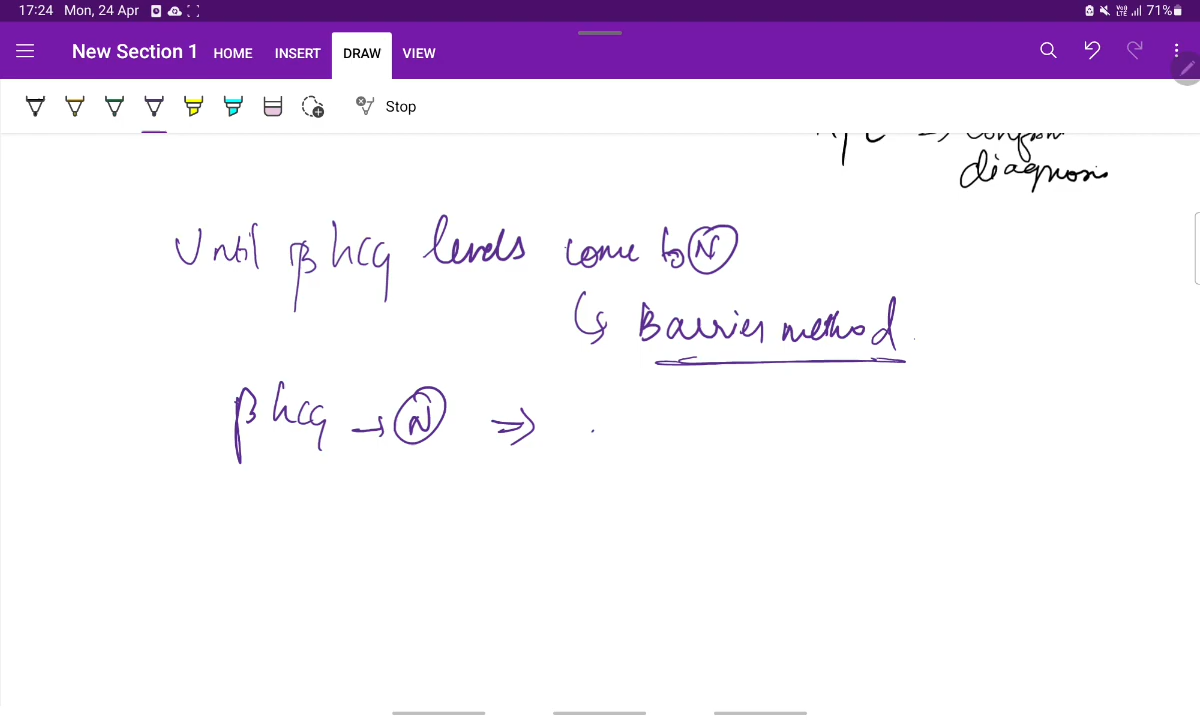 17:24 Mon, 24 Apr 71%
New Section 1 HOME INSERT DRAW VIEW
Stop
diagnosis
Until βhcg levels come to N
↳ Barrier method
βhcg → N ⇒